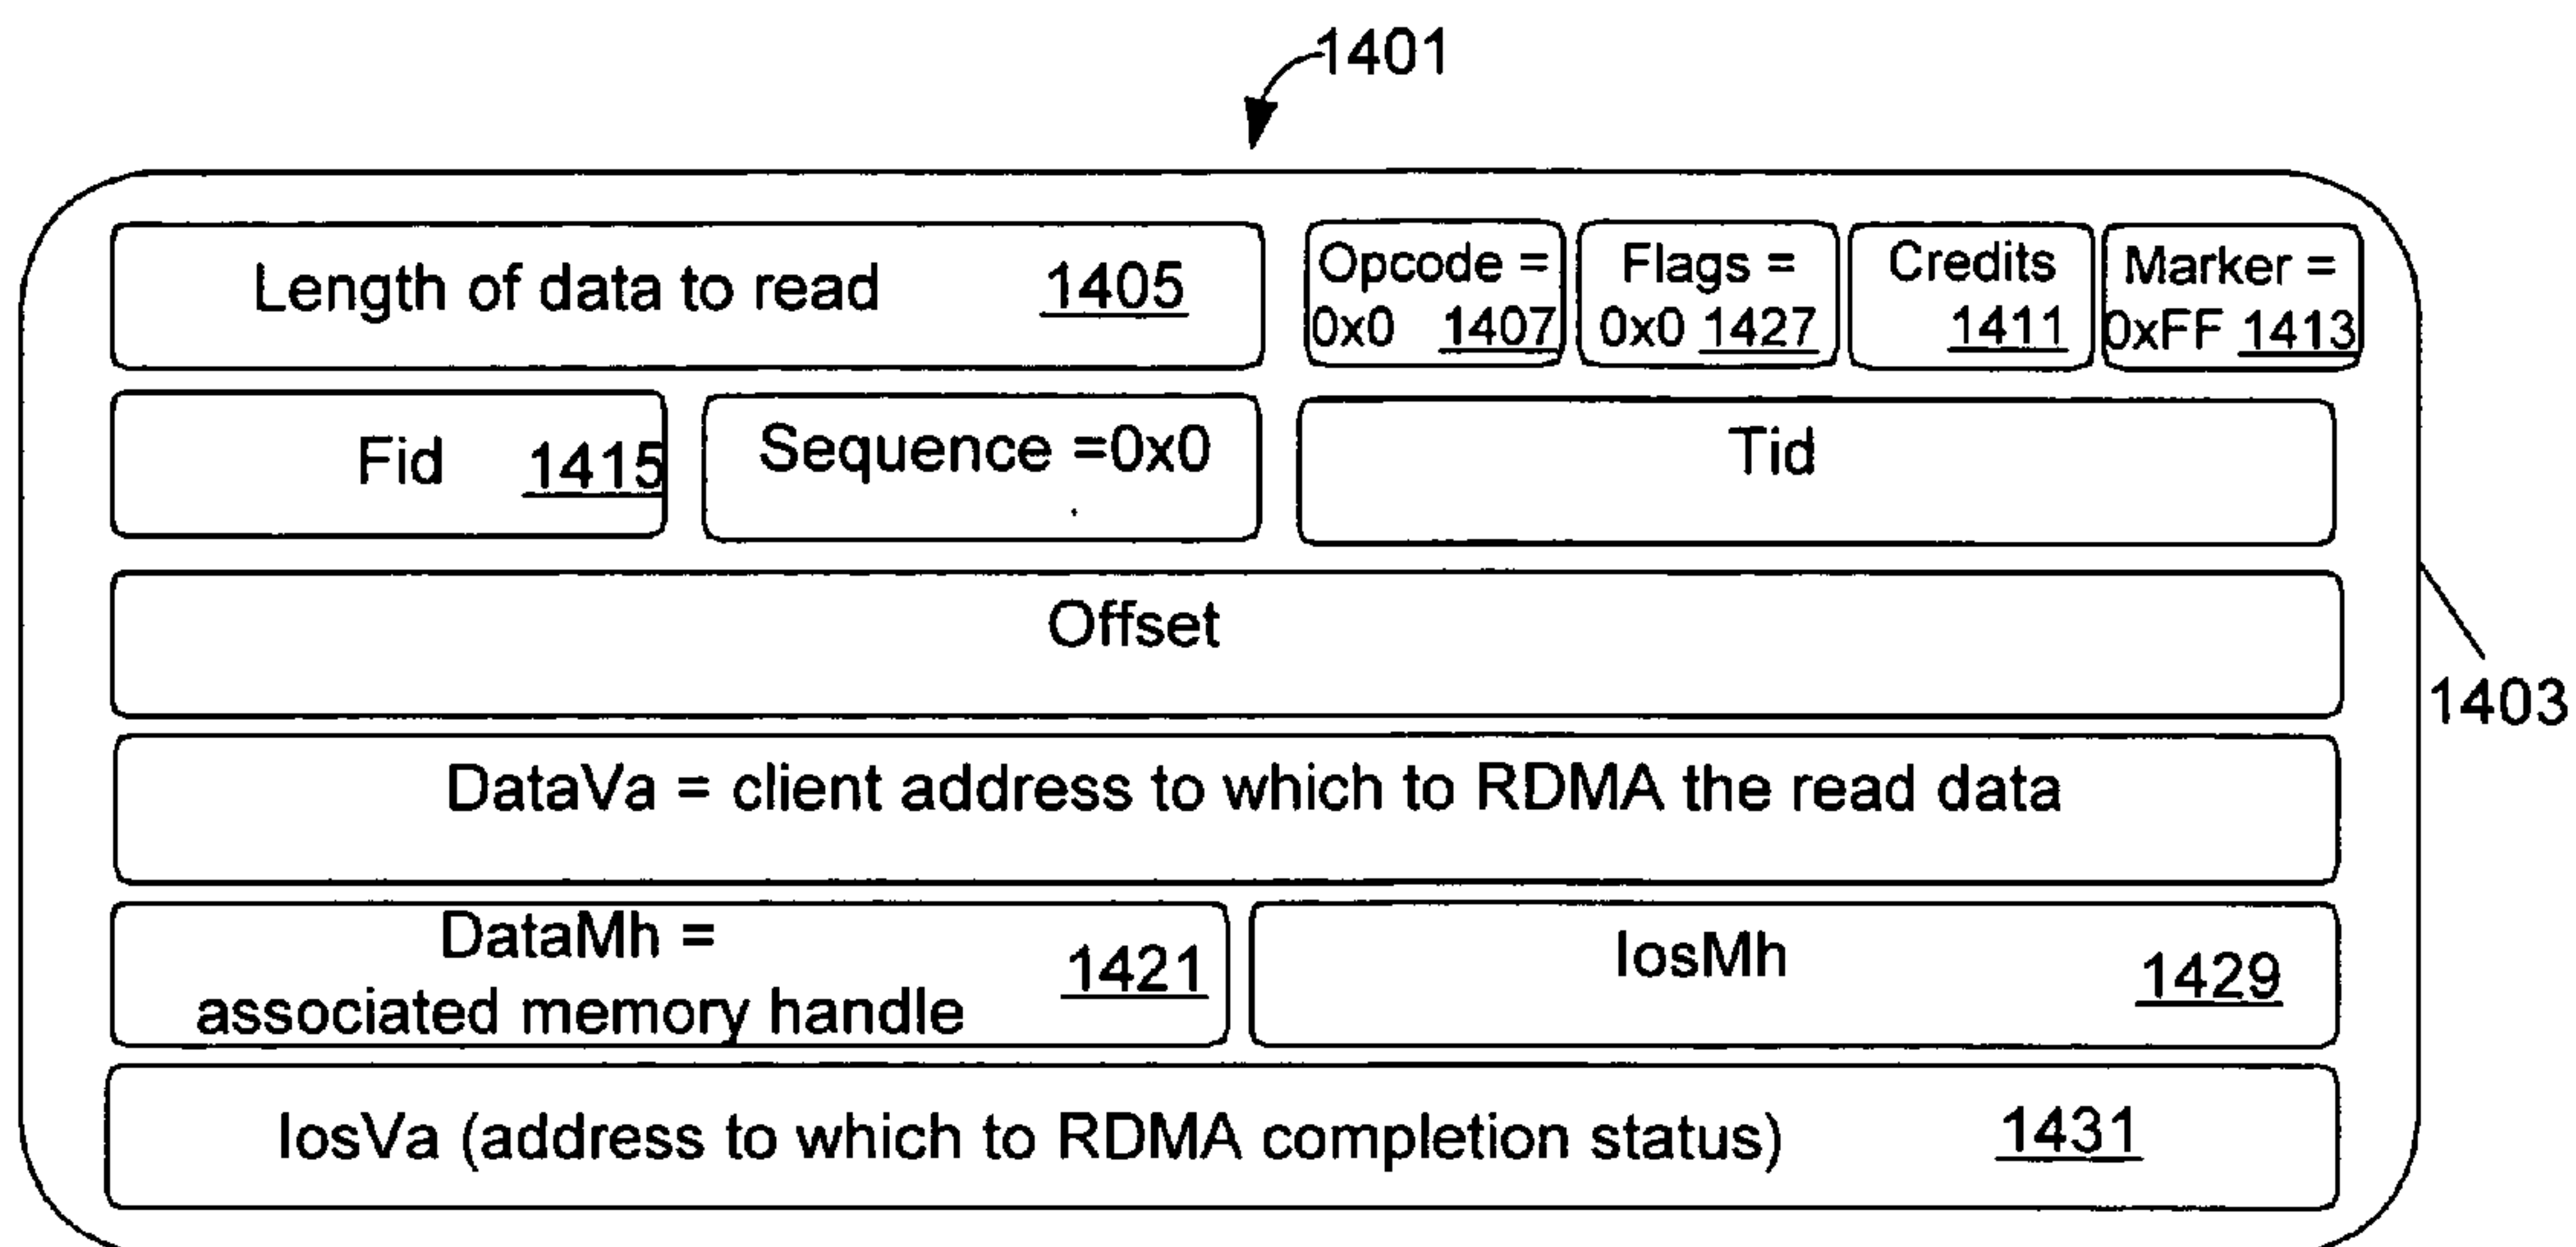 1401
Length of data to read 1405
Opcode =
0x0 1407
Flags =
0x0 1427
Credits
1411
Marker =
0xFF 1413
Fid 1415
Sequence =0x0
Tid
Offset
1403
DataVa = client address to which to RDMA the read data
DataMh =
associated memory handle 1421
IosMh 1429
IosVa (address to which to RDMA completion status) 1431